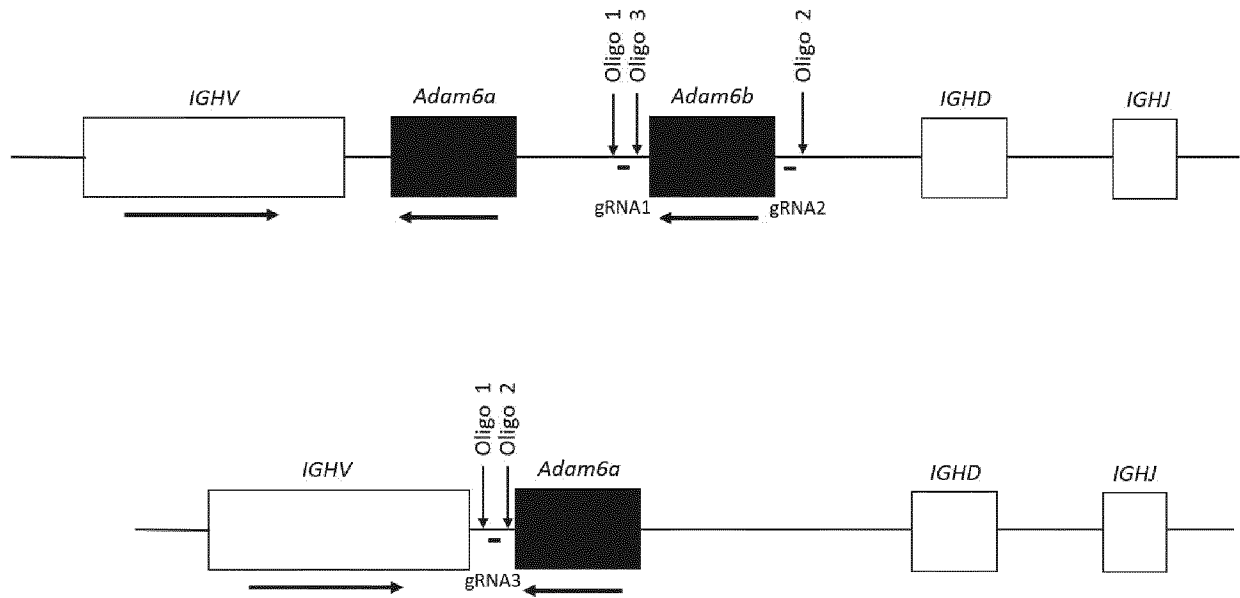 Oligo 1
Oligo 3
Oligo 2
IGHV
Adam6a
Adam6b
IGHD
IGHJ
gRNA1
gRNA2
Oligo 1
Oligo 2
IGHV
Adam6a
IGHD
IGHJ
gRNA3